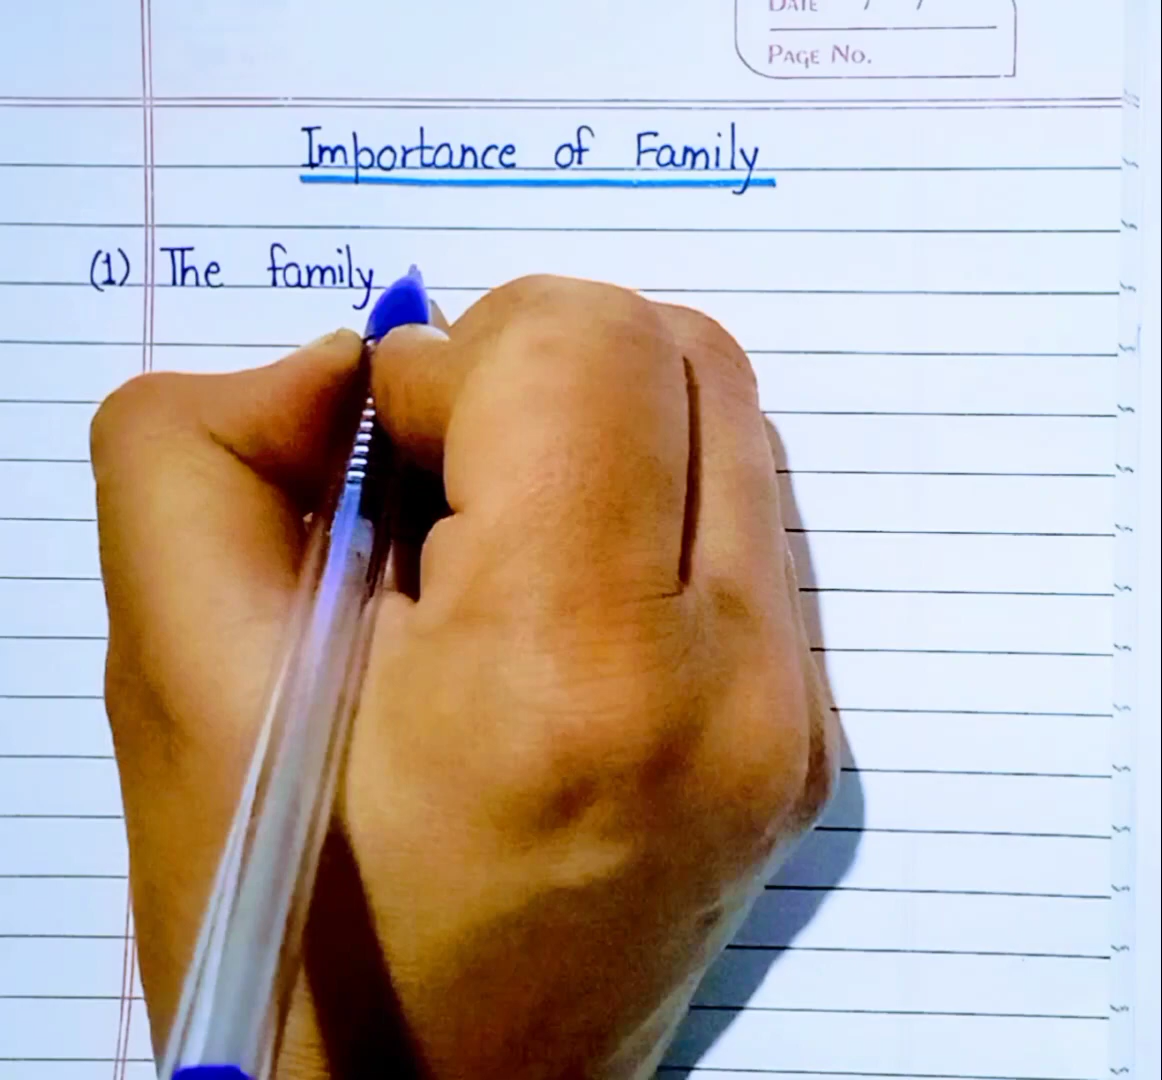 DATE / /
PAGE NO.
Importance of Family
(1) The family